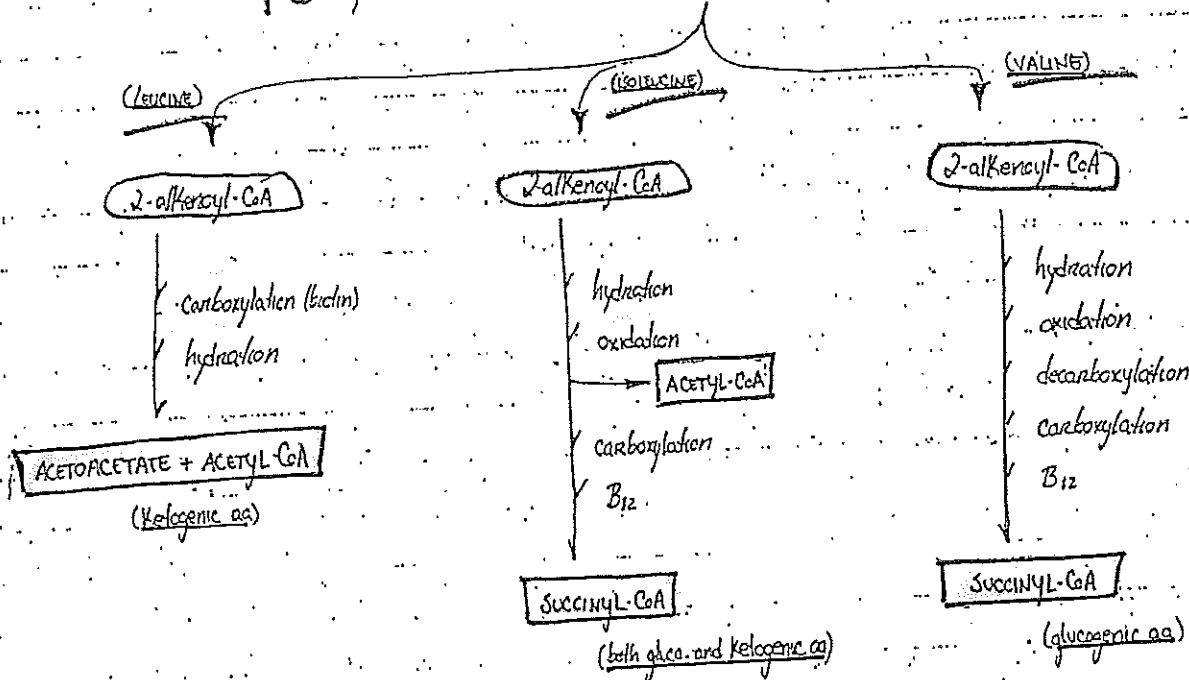 (LEUCINE)
(ISOLEUCINE)
(VALINE)
2-alkenoyl-CoA
2-alkenoyl-CoA
2-alkenoyl-CoA
carboxylation (biotin)
hydration
hydration
oxidation
ACETYL-CoA
carboxylation
B12
hydration
oxidation
decarboxylation
carboxylation
B12
ACETOACETATE + ACETYL-CoA
(Ketogenic aa)
SUCCINYL-CoA
(both gluco. and ketogenic aa)
SUCCINYL-CoA
(glucogenic aa)